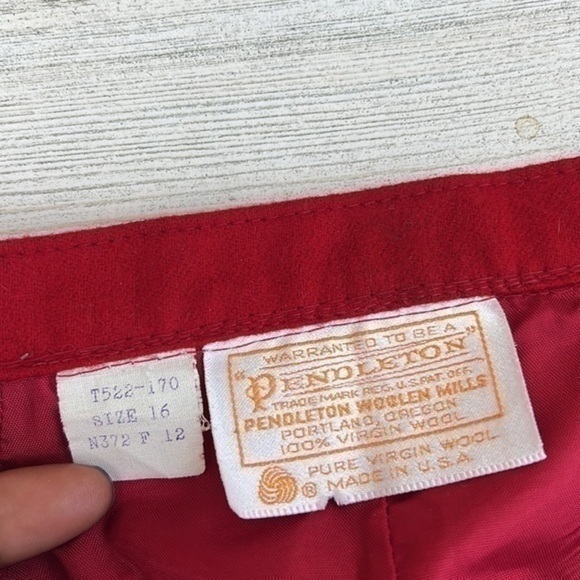 T522-170
SIZE 16
N372 F 12
WARRANTED TO BE A
"PENDLETON"
TRADE MARK REG. U.S. PAT. OFF.
PENDLETON WOOLEN MILLS
PORTLAND, OREGON
100% VIRGIN WOOL
PURE VIRGIN WOOL
® MADE IN U.S.A.